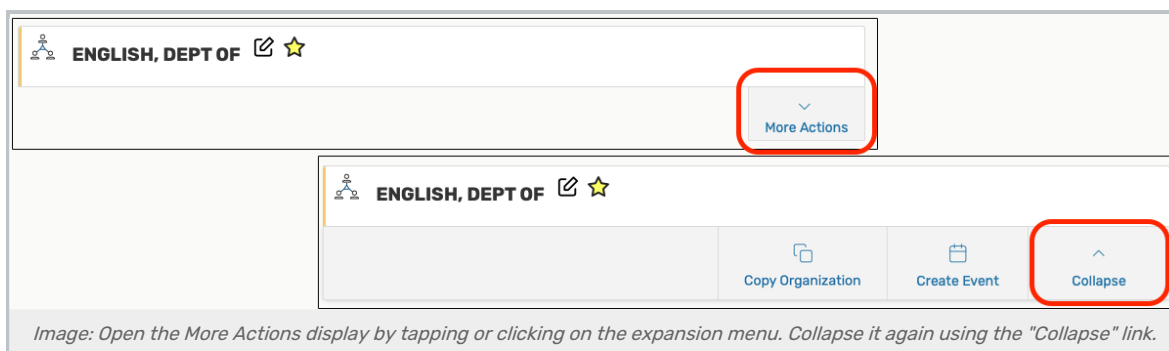 ENGLISH, DEPT OF
More Actions
ENGLISH, DEPT OF
Copy Organization Create Event Collapse
Image: Open the More Actions display by tapping or clicking on the expansion menu. Collapse it again using the "Collapse" link.